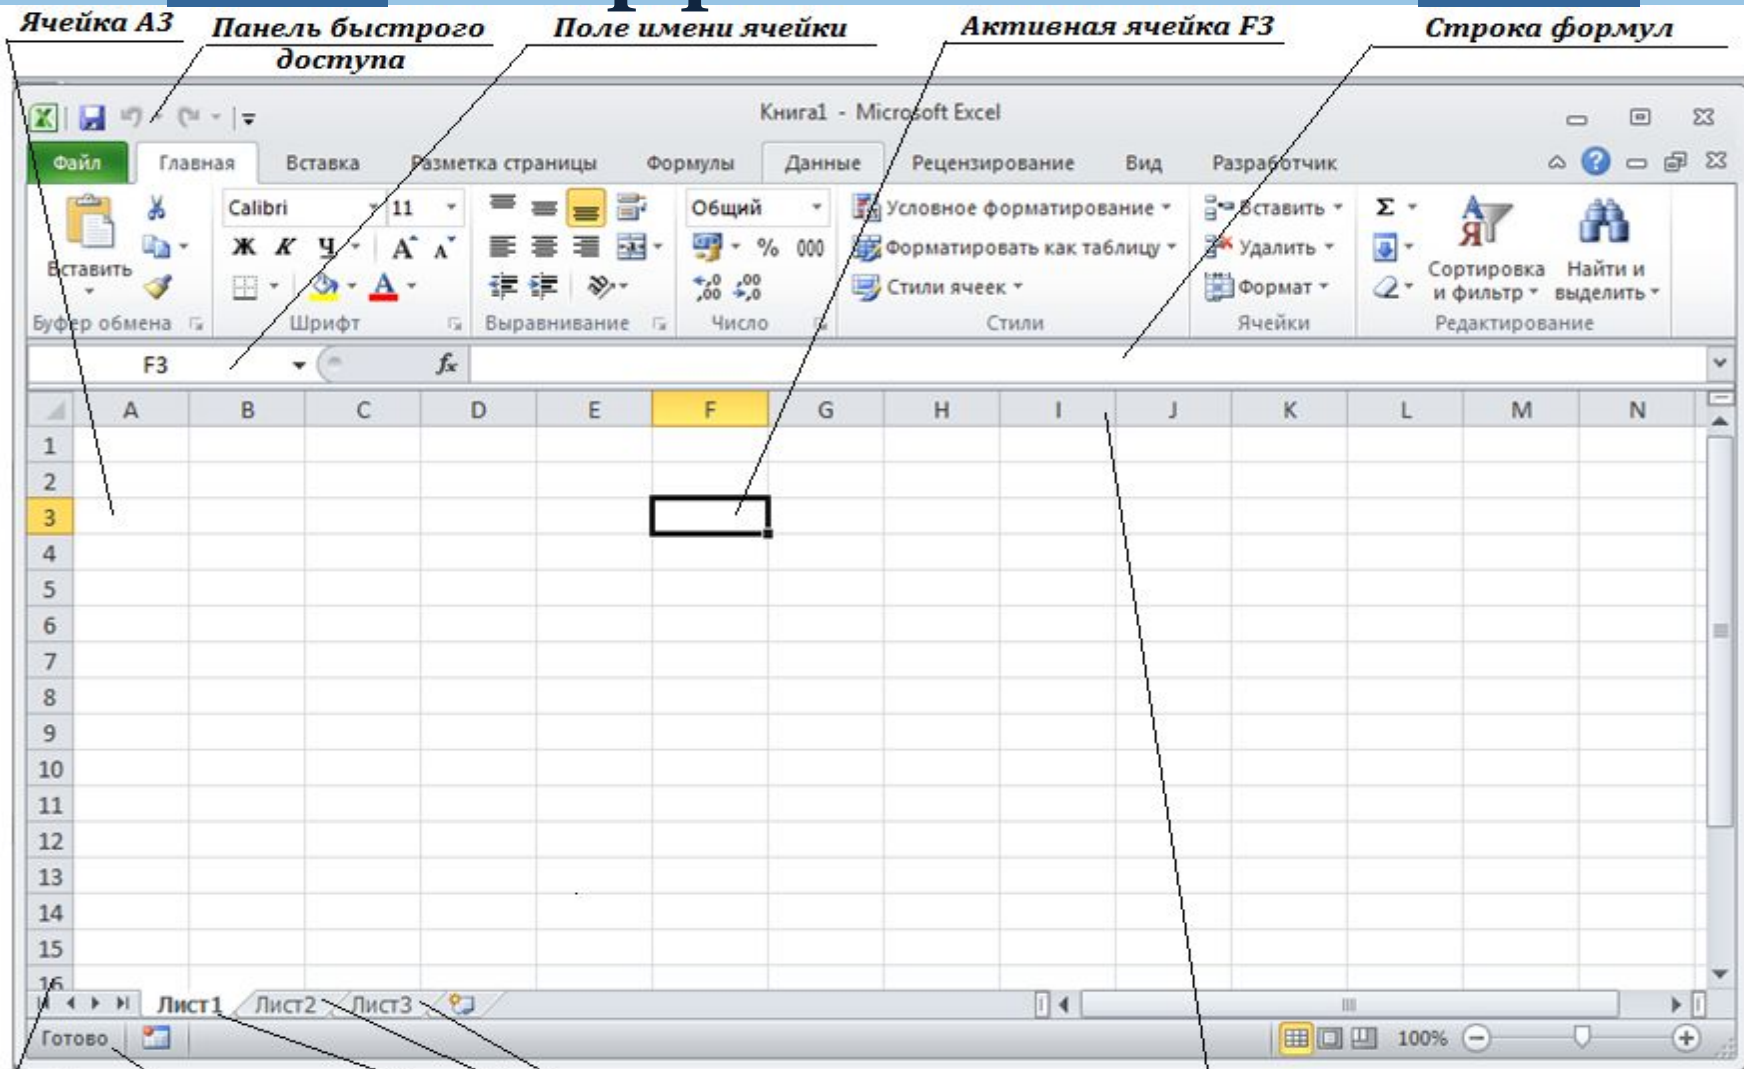 Ячейка А3
Панель быстрого
доступа
Поле имени ячейки
Активная ячейка F3
Строка формул
Книга1 - Microsoft Excel
Файл Главная Вставка Разметка страницы Формулы Данные Рецензирование Вид Разработчик
Calibri 11 Общий Условное форматирование Вставить Σ
Ж К Ч A A % 000 Форматировать как таблицу Удалить
Вставить A ,0 ,00 ,00 ,0 Стили ячеек Формат Сортировка и фильтр Найти и выделить
Буфер обмена Шрифт Выравнивание Число Стили Ячейки Редактирование
F3 fx
A B C D E F G H I J K L M N
1
2
3
4
5
6
7
8
9
10
11
12
13
14
15
16
Лист1 Лист2 Лист3
Готово 100%